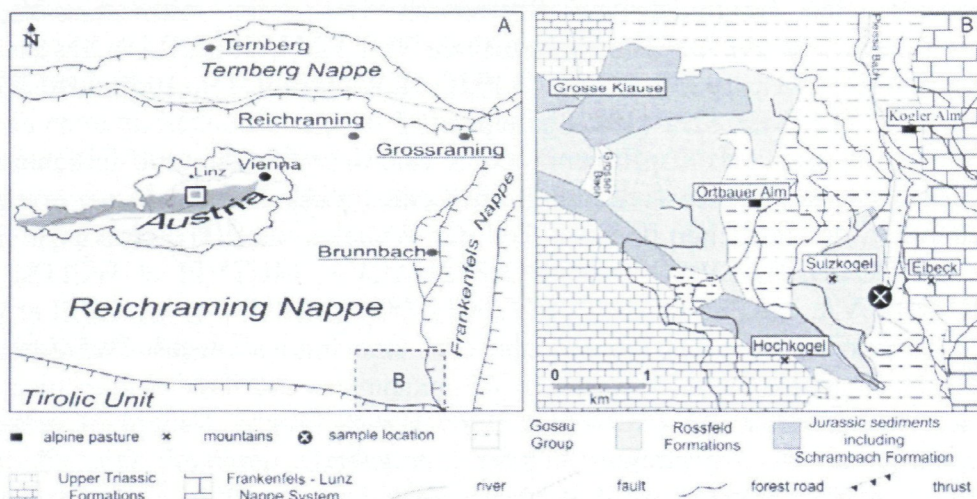 N
A
Ternberg
Ternberg Nappe
Reichraming
Grossraming
Linz
Vienna
Austria
Brunnbach
Frankenfels Nappe
Reichraming Nappe
B
Tirolic Unit
B
Grosse Klause
Kogler Alm
Grosser Bach
Ortbauer Alm
Sulzkogel
Eibeck
Hochkogel
0 1
km
alpine pasture
mountains
sample location
Gosau
Group
Rossfeld
Formations
Jurassic sediments
including
Schrambach Formation
Upper Triassic
Formations
Frankenfels - Lunz
Nappe System
river
fault
forest road
thrust